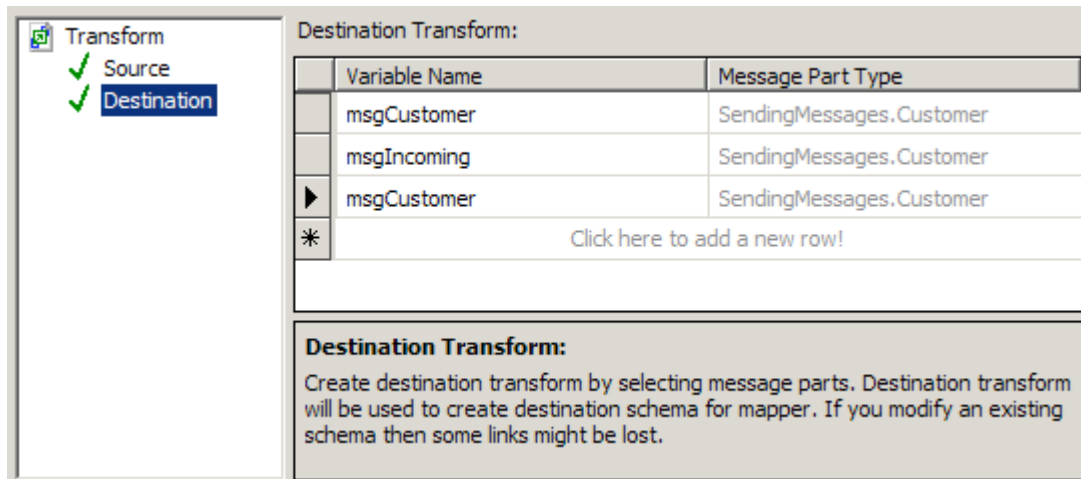 Transform
Source
Destination
Destination Transform:
Variable Name Message Part Type
msgCustomer SendingMessages.Customer
msgIncoming SendingMessages.Customer
msgCustomer SendingMessages.Customer
Click here to add a new row!
Destination Transform:
Create destination transform by selecting message parts. Destination transform
will be used to create destination schema for mapper. If you modify an existing
schema then some links might be lost.